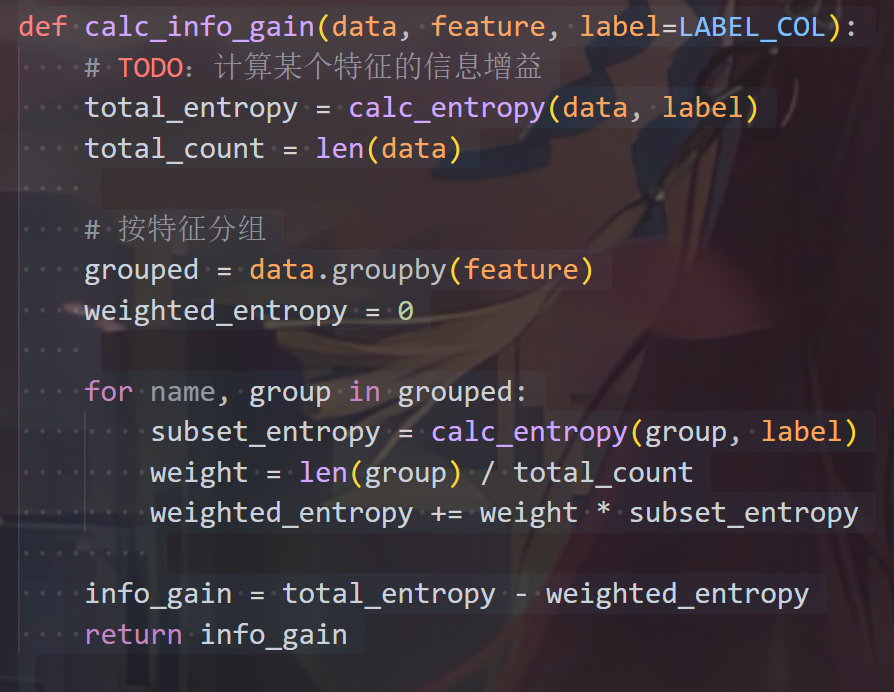 def calc_info_gain(data, feature, label=LABEL_COL):
    # TODO: 计算某个特征的信息增益
    total_entropy = calc_entropy(data, label)
    total_count = len(data)
    # 按特征分组
    grouped = data.groupby(feature)
    weighted_entropy = 0
    for name, group in grouped:
        subset_entropy = calc_entropy(group, label)
        weight = len(group) / total_count
        weighted_entropy += weight * subset_entropy
    info_gain = total_entropy - weighted_entropy
    return info_gain